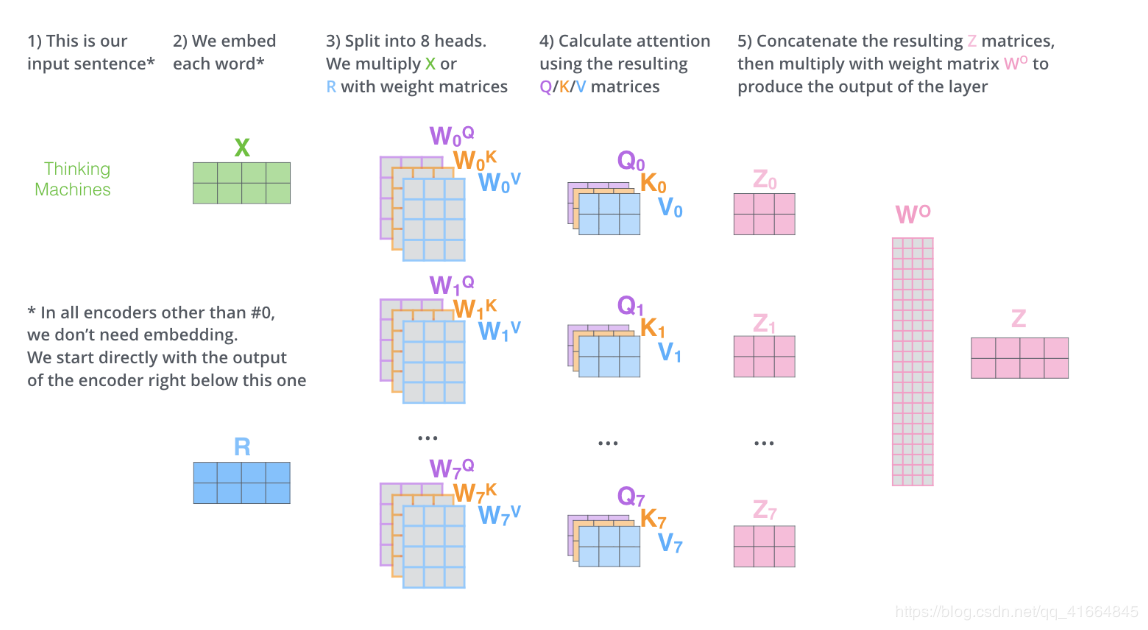 1) This is our
input sentence*
2) We embed
each word*
3) Split into 8 heads.
We multiply X or
R with weight matrices
4) Calculate attention
using the resulting
Q/K/V matrices
5) Concatenate the resulting Z matrices,
then multiply with weight matrix Wᴼ to
produce the output of the layer
Thinking
Machines
X
W₀Q
W₀K
W₀V
Q₀
K₀
V₀
Z₀
Wᴼ
* In all encoders other than #0,
we don’t need embedding.
We start directly with the output
of the encoder right below this one
W₁Q
W₁K
W₁V
Q₁
K₁
V₁
Z₁
Z
...
...
...
R
W₇Q
W₇K
W₇V
Q₇
K₇
V₇
Z₇
https://blog.csdn.net/qq_41664845